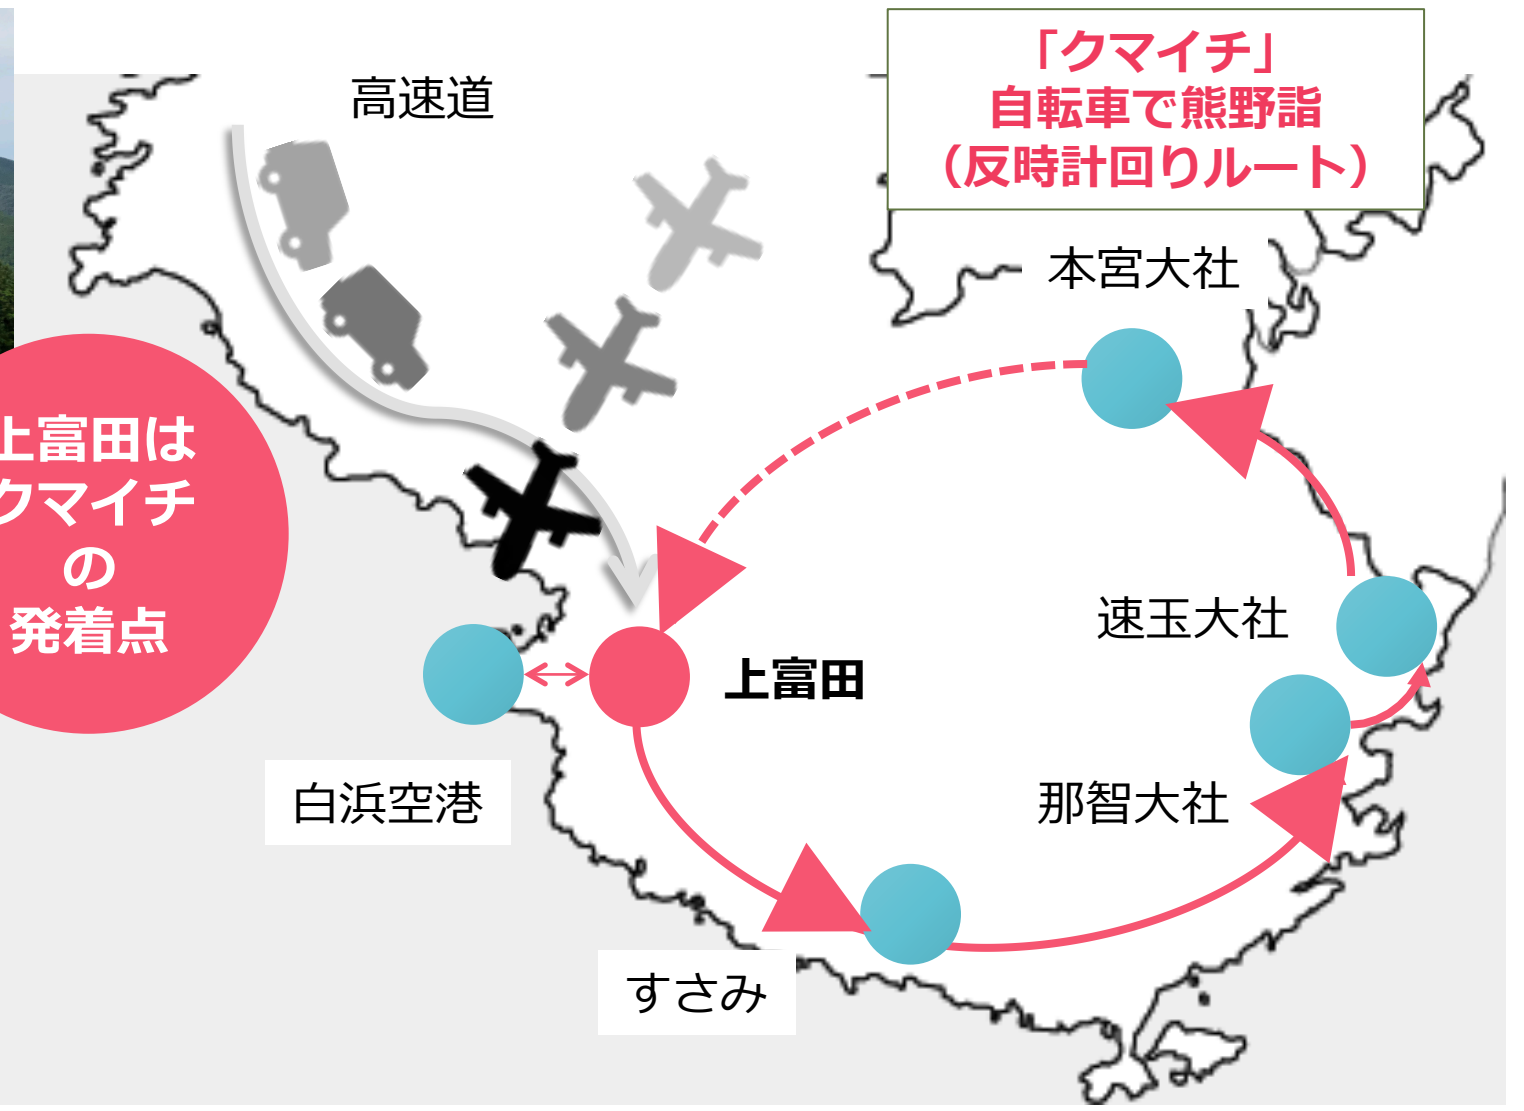 高速道
「クマイチ」
自転車で熊野詣
（反時計回りルート）
本宮大社
上富田は
クマイチ
の
発着点
速玉大社
上富田
白浜空港
那智大社
すさみ